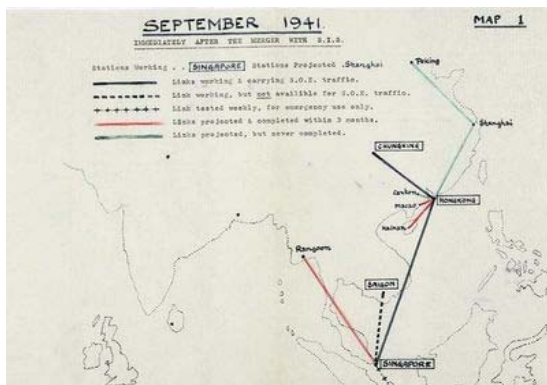 SEPTEMBER 1941.
MAP 1
IMMEDIATELY AFTER THE MERGER WITH S.I.S.
Stations Working . . SINGAPORE Stations Projected .Shanghai
Links working & carrying S.O.E. traffic.
Link working, but not available for S.O.E. traffic.
Link tested weekly, for emergency use only.
Links projected & completed within 3 months.
Links projected, but never completed.
Peking
Shanghai
CHUNGKING
Canton
Macao
HONGKONG
Hainan
Rangoon
SAIGON
SINGAPORE